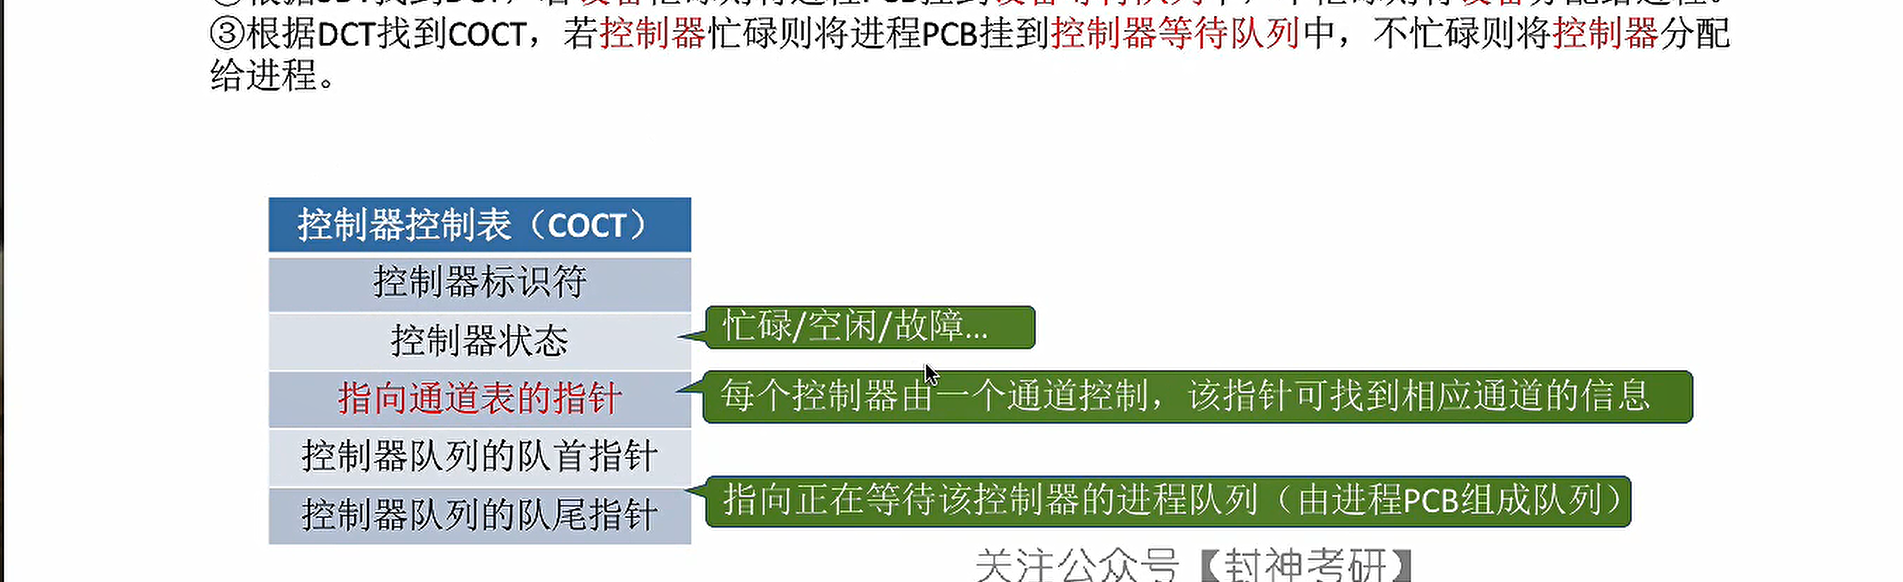 ③根据DCT找到COCT，若控制器忙碌则将进程PCB挂到控制器等待队列中，不忙碌则将控制器分配
给进程。
控制器控制表（COCT）
控制器标识符
控制器状态
忙碌/空闲/故障...
指向通道表的指针
每个控制器由一个通道控制，该指针可找到相应通道的信息
控制器队列的队首指针
控制器队列的队尾指针
指向正在等待该控制器的进程队列（由进程PCB组成队列）
关注公众号【封神考研】